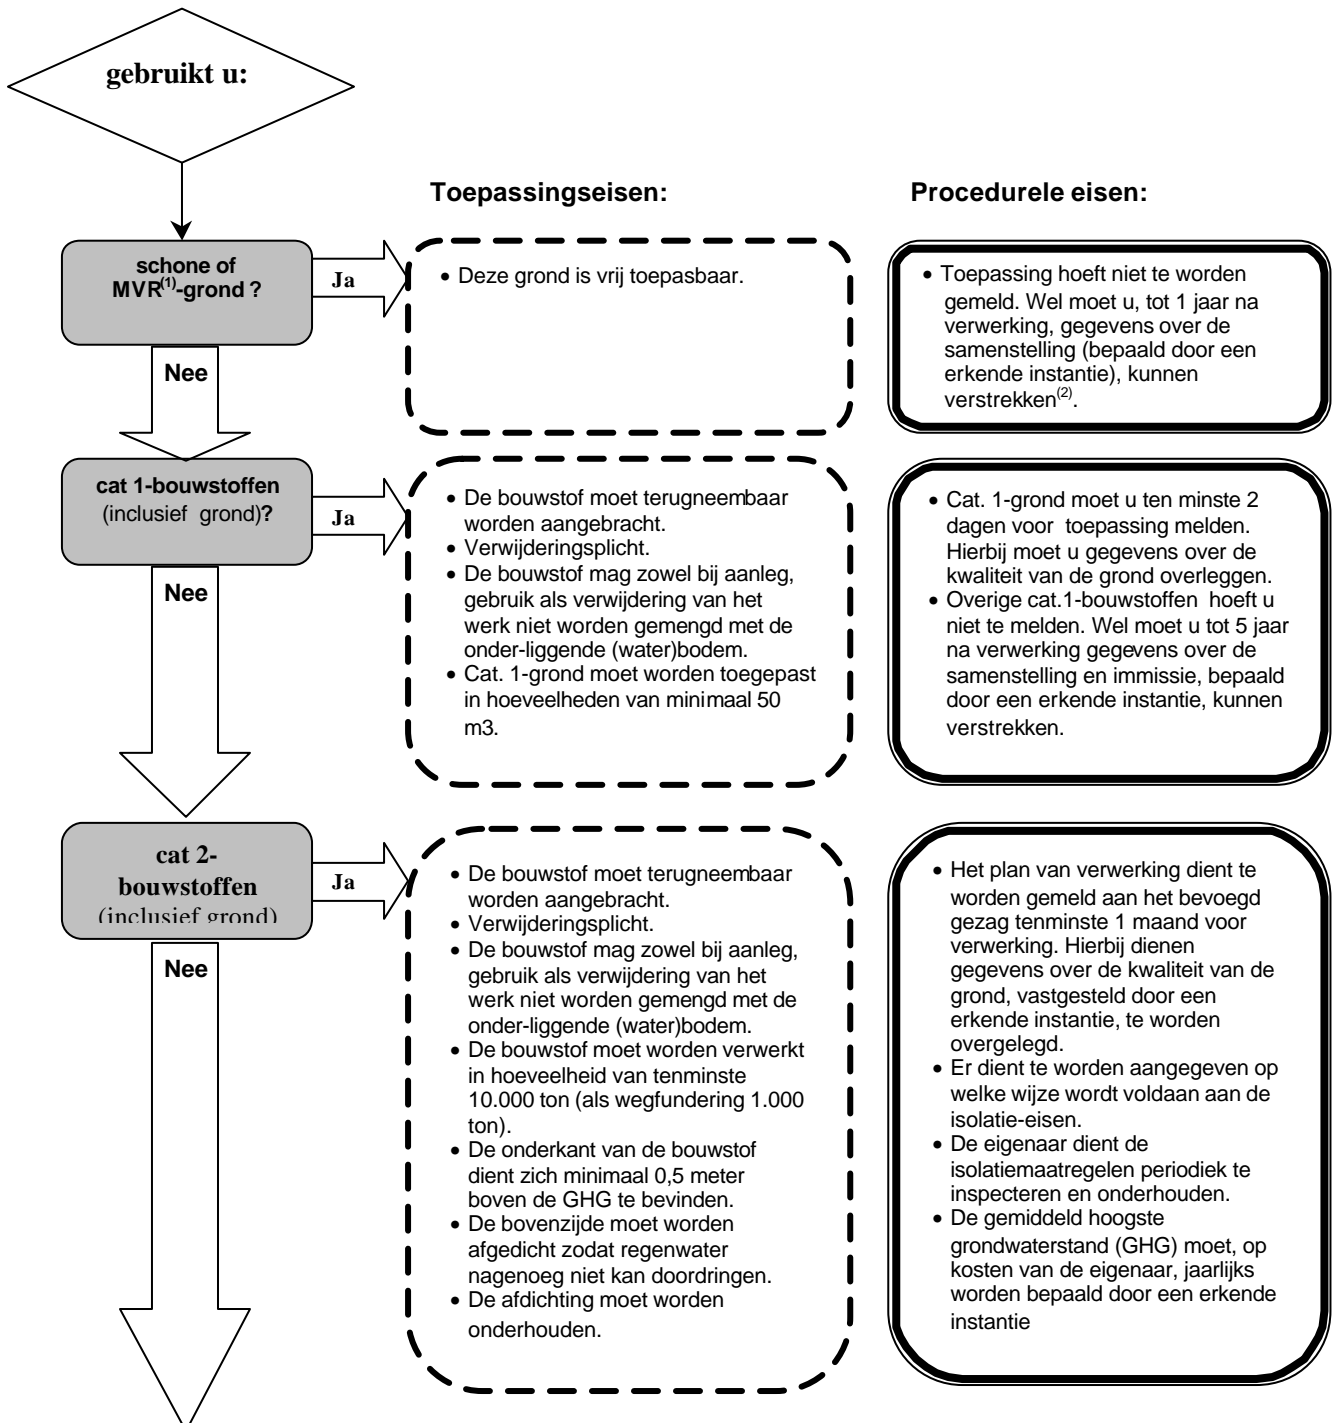 gebruikt u:
Toepassingseisen:
Procedurele eisen:
schone of
MVR(1)-grond ?
Ja
• Deze grond is vrij toepasbaar.
• Toepassing hoeft niet te worden
gemeld. Wel moet u, tot 1 jaar na
verwerking, gegevens over de
samenstelling (bepaald door een
erkende instantie), kunnen
verstrekken(2).
Nee
cat 1-bouwstoffen
(inclusief grond)?
Ja
• De bouwstof moet terugneembaar
worden aangebracht.
• Verwijderingsplicht.
• De bouwstof mag zowel bij aanleg,
gebruik als verwijdering van het
werk niet worden gemengd met de
onder-liggende (water)bodem.
• Cat. 1-grond moet worden toegepast
in hoeveelheden van minimaal 50
m3.
• Cat. 1-grond moet u ten minste 2
dagen voor toepassing melden.
Hierbij moet u gegevens over de
kwaliteit van de grond overleggen.
• Overige cat.1-bouwstoffen hoeft u
niet te melden. Wel moet u tot 5 jaar
na verwerking gegevens over de
samenstelling en immissie, bepaald
door een erkende instantie, kunnen
verstrekken.
Nee
cat 2-
bouwstoffen
(inclusief grond)
Ja
• De bouwstof moet terugneembaar
worden aangebracht.
• Verwijderingsplicht.
• De bouwstof mag zowel bij aanleg,
gebruik als verwijdering van het
werk niet worden gemengd met de
onder-liggende (water)bodem.
• De bouwstof moet worden verwerkt
in hoeveelheid van tenminste
10.000 ton (als wegfundering 1.000
ton).
• De onderkant van de bouwstof
dient zich minimaal 0,5 meter
boven de GHG te bevinden.
• De bovenzijde moet worden
afgedicht zodat regenwater
nagenoeg niet kan doordringen.
• De afdichting moet worden
onderhouden.
• Het plan van verwerking dient te
worden gemeld aan het bevoegd
gezag tenminste 1 maand voor
verwerking. Hierbij dienen
gegevens over de kwaliteit van de
grond, vastgesteld door een
erkende instantie, te worden
overgelegd.
• Er dient te worden aangegeven op
welke wijze wordt voldaan aan de
isolatie-eisen.
• De eigenaar dient de
isolatiemaatregelen periodiek te
inspecteren en onderhouden.
• De gemiddeld hoogste
grondwaterstand (GHG) moet, op
kosten van de eigenaar, jaarlijks
worden bepaald door een erkende
instantie
Nee